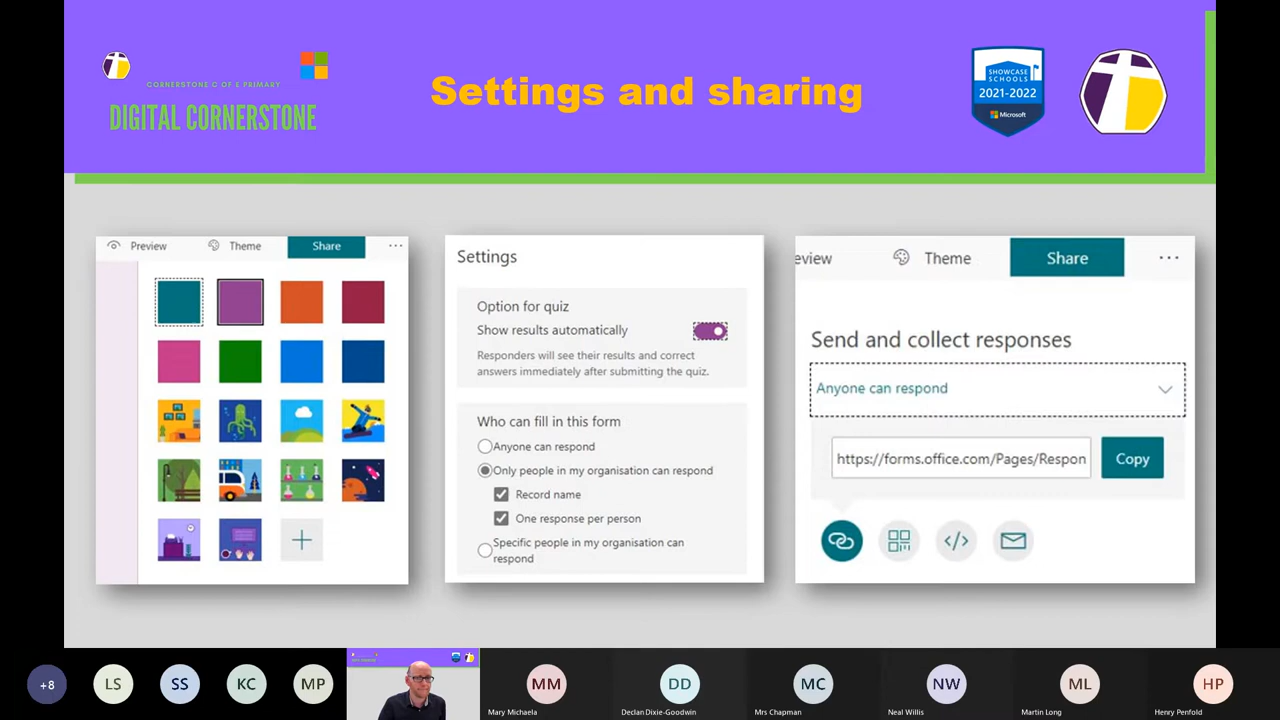 CORNERSTONE C OF E PRIMARY
DIGITAL CORNERSTONE
Settings and sharing
SHOWCASE
SCHOOLS
2021-2022
Microsoft
Preview
Theme
Share
Settings
Option for quiz
Show results automatically
Responders will see their results and correct
answers immediately after submitting the quiz.
Who can fill in this form
Anyone can respond
Only people in my organisation can respond
Record name
One response per person
Specific people in my organisation can
respond
eview
Theme
Share
Send and collect responses
Anyone can respond
https://forms.office.com/Pages/Respon
Copy
+8
LS
SS
KC
MP
MM
Mary Michaela
DD
Declan Dixie-Goodwin
MC
Mrs Chapman
NW
Neal Willis
ML
Martin Long
HP
Henry Penfold